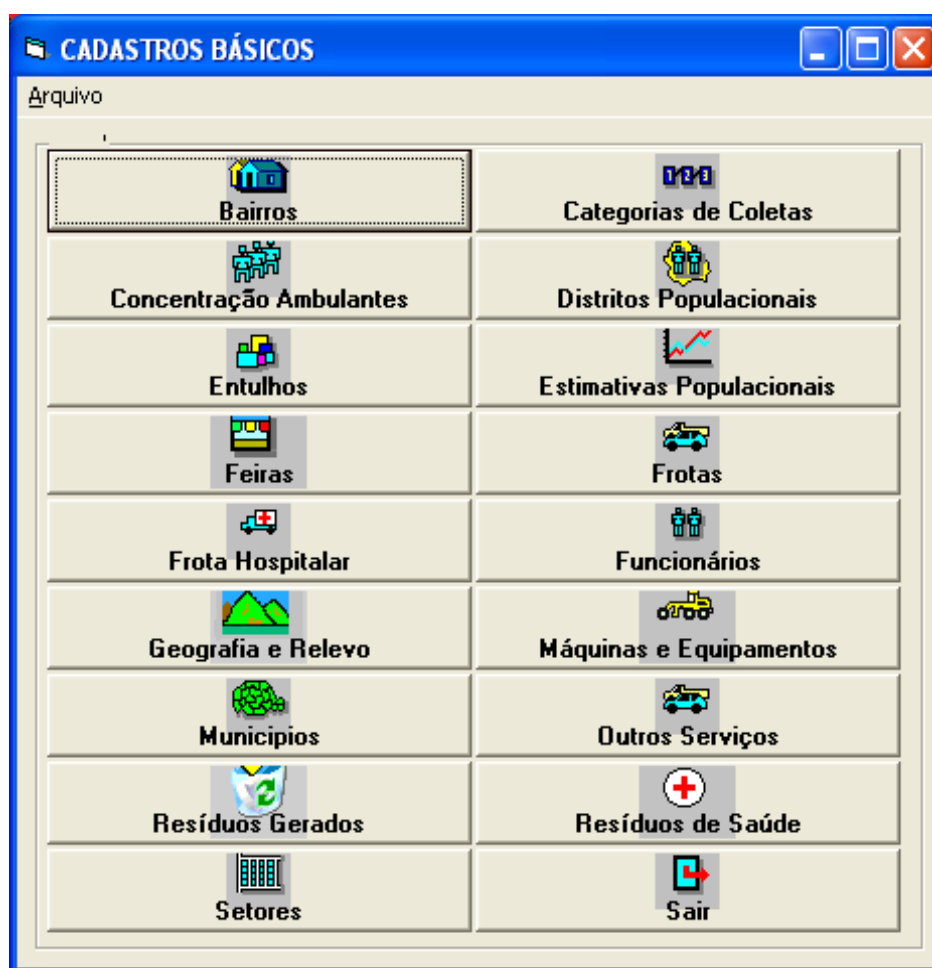 CADASTROS BÁSICOS
Arquivo
Bairros
Categorias de Coletas
Concentração Ambulantes
Distritos Populacionais
Entulhos
Estimativas Populacionais
Feiras
Frotas
Frota Hospitalar
Funcionários
Geografia e Relevo
Máquinas e Equipamentos
Municipios
Outros Serviços
Resíduos Gerados
Resíduos de Saúde
Setores
Sair